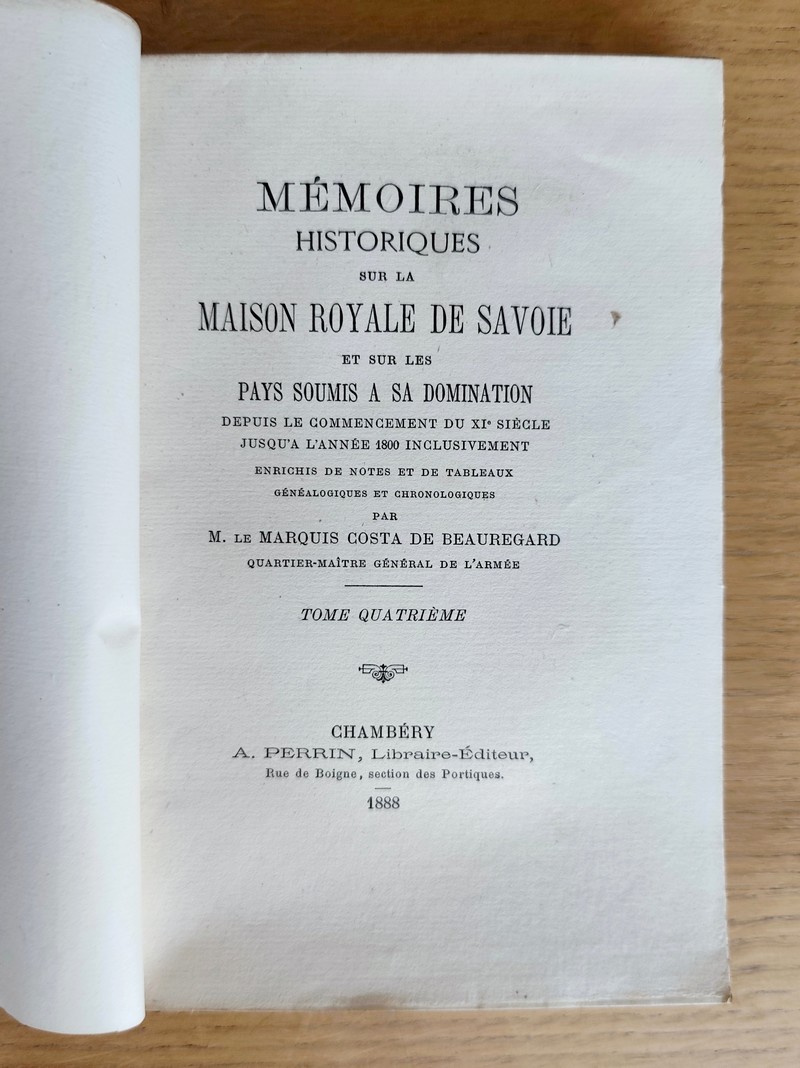 MÉMOIRES
HISTORIQUES
SUR LA
MAISON ROYALE DE SAVOIE
ET SUR LES
PAYS SOUMIS A SA DOMINATION
DEPUIS LE COMMENCEMENT DU XIe SIÈCLE
JUSQU'A L'ANNÉE 1800 INCLUSIVEMENT
ENRICHIS DE NOTES ET DE TABLEAUX
GÉNÉALOGIQUES ET CHRONOLOGIQUES
PAR
M. LE MARQUIS COSTA DE BEAUREGARD
QUARTIER-MAÎTRE GÉNÉRAL DE L'ARMÉE
TOME QUATRIÈME
CHAMBÉRY
A. PERRIN, Libraire-Éditeur,
Rue de Boigne, section des Portiques.
1888